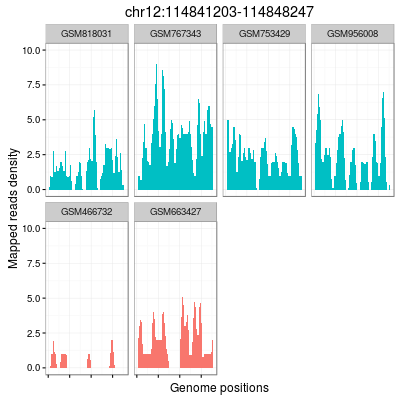 chr12:114841203-114848247
GSM818031 GSM767343 GSM753429 GSM956008
10.0
7.5
5.0
2.5
0.0
GSM466732 GSM663427
10.0
7.5
5.0
2.5
0.0
Mapped reads density
Genome positions